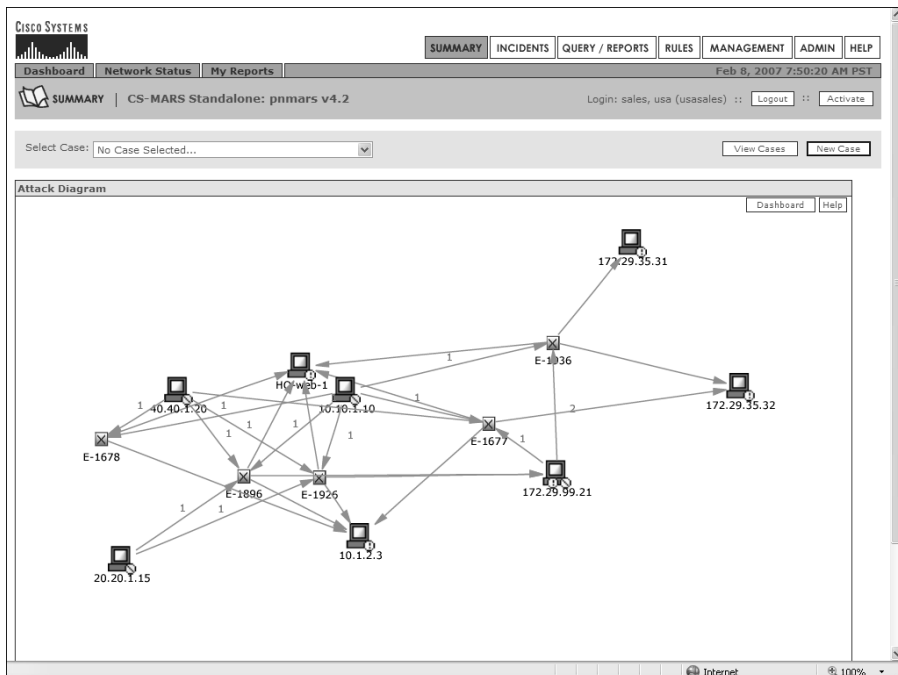 CISCO SYSTEMS
SUMMARY INCIDENTS QUERY / REPORTS RULES MANAGEMENT ADMIN HELP
Dashboard Network Status My Reports Feb 8, 2007 7:50:20 AM PST
SUMMARY | CS-MARS Standalone: pnmars v4.2 Login: sales, usa (usasales) :: Logout :: Activate
Select Case: No Case Selected... View Cases New Case
Attack Diagram
Dashboard Help
172.29.35.31
1
E-1936
HQ-web-1
40.40.1.20
10.10.1.10
172.29.35.32
1 1 1 2
1 1 1
E-1677
1
E-1678
E-1896
E-1926
172.29.99.21
1 1
10.1.2.3
20.20.1.15
Internet 100%